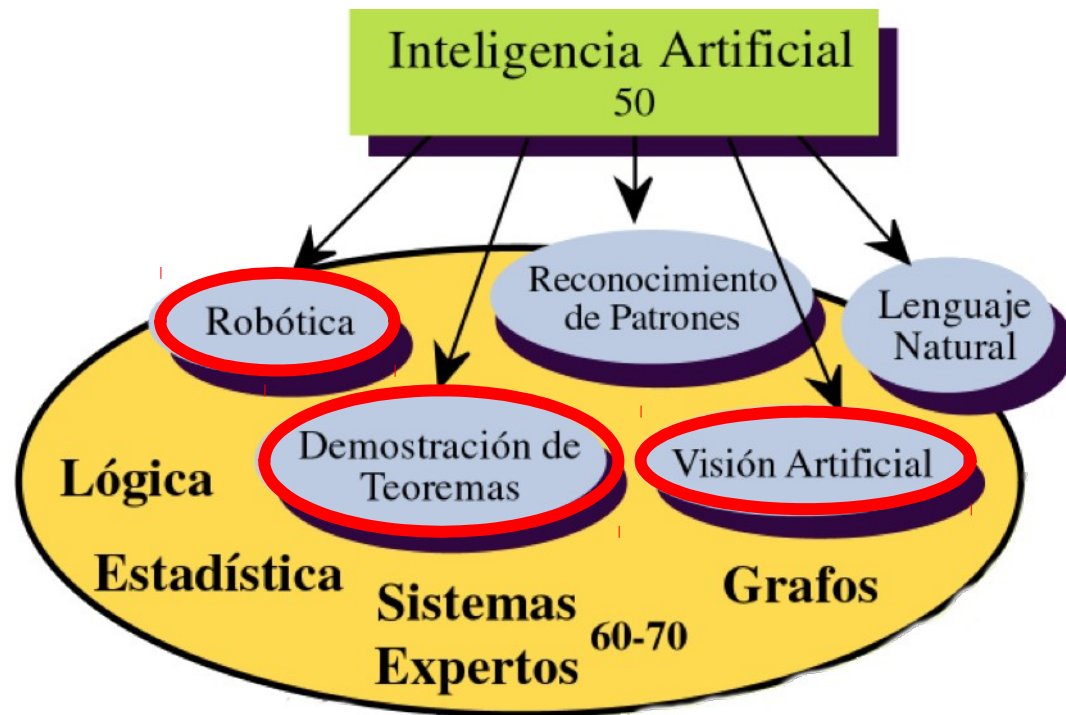 Inteligencia Artificial
50
Robótica
Reconocimiento
de Patrones
Lenguaje
Natural
Demostración de
Teoremas
Visión Artificial
Lógica
Estadística
Sistemas
Expertos
60-70
Grafos